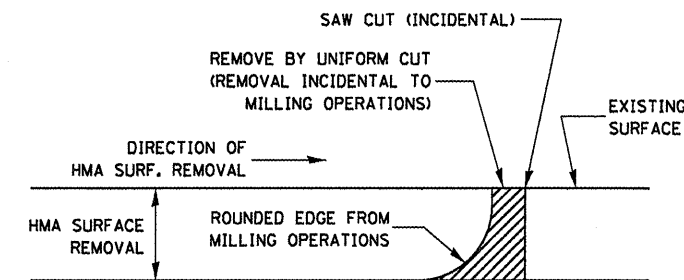 SAW CUT (INCIDENTAL)
REMOVE BY UNIFORM CUT
(REMOVAL INCIDENTAL TO
MILLING OPERATIONS)
EXISTING
SURFACE
DIRECTION OF
HMA SURF. REMOVAL
HMA SURFACE
REMOVAL
ROUNDED EDGE FROM
MILLING OPERATIONS